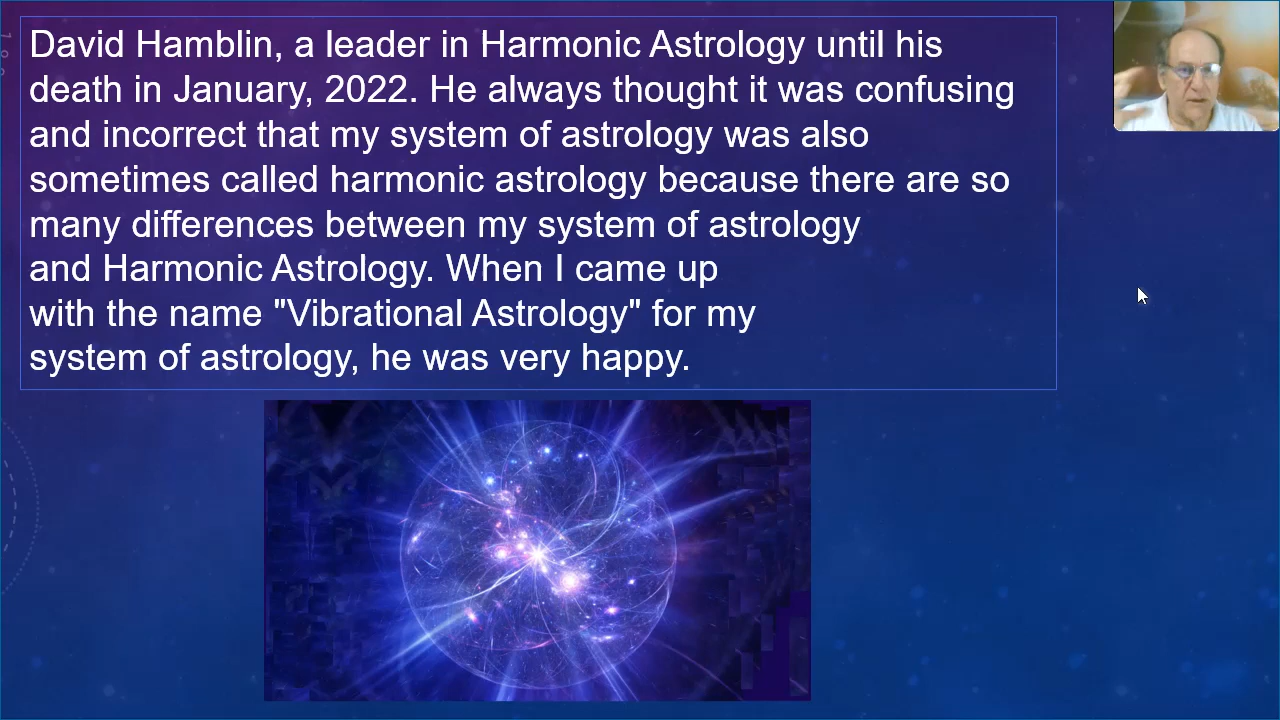 David Hamblin, a leader in Harmonic Astrology until his
death in January, 2022. He always thought it was confusing
and incorrect that my system of astrology was also
sometimes called harmonic astrology because there are so
many differences between my system of astrology
and Harmonic Astrology. When I came up
with the name "Vibrational Astrology" for my
system of astrology, he was very happy.